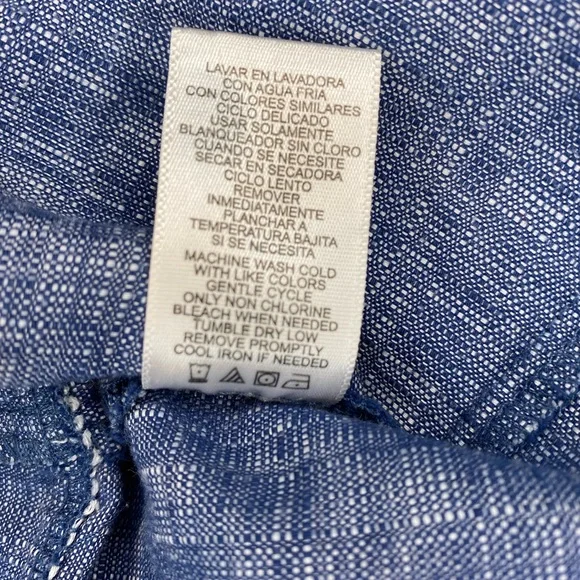 LAVAR EN LAVADORA
CON AGUA FRIA
CON COLORES SIMILARES
CICLO DELICADO
USAR SOLAMENTE
BLANQUEADOR SIN CLORO
CUANDO SE NECESITE
SECAR EN SECADORA
CICLO LENTO
REMOVER
INMEDIATAMENTE
PLANCHAR A
TEMPERATURA BAJITA
SI SE NECESITA
MACHINE WASH COLD
WITH LIKE COLORS
GENTLE CYCLE
ONLY NON CHLORINE
BLEACH WHEN NEEDED
TUMBLE DRY LOW
REMOVE PROMPTLY
COOL IRON IF NEEDED